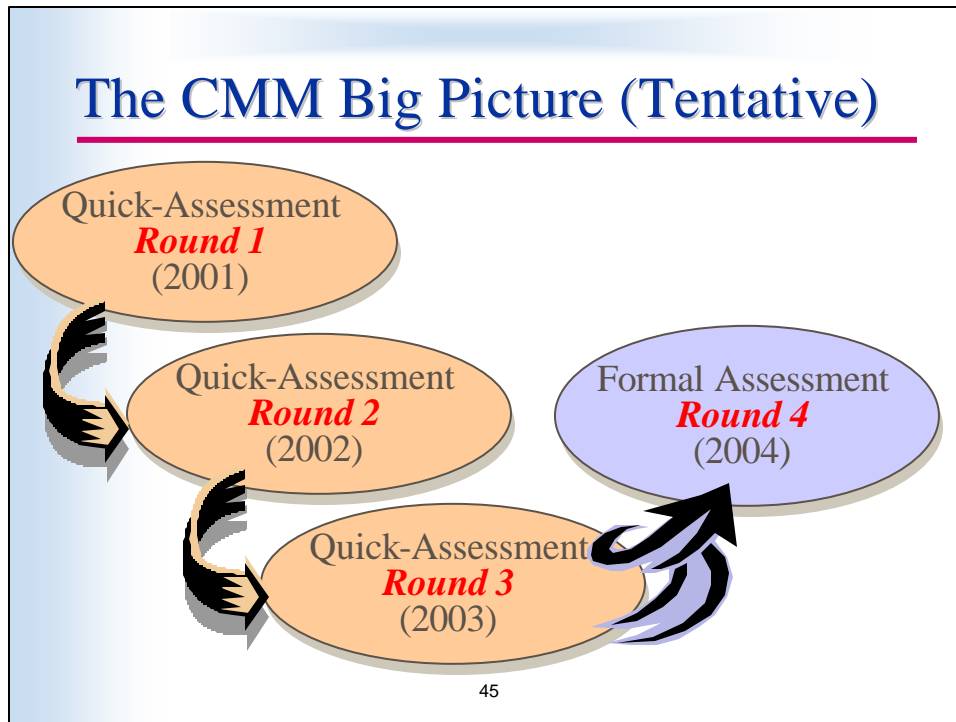 The CMM Big Picture (Tentative)
Quick-Assessment
Round 1
(2001)
Quick-Assessment
Round 2
(2002)
Formal Assessment
Round 4
(2004)
Quick-Assessment
Round 3
(2003)
45